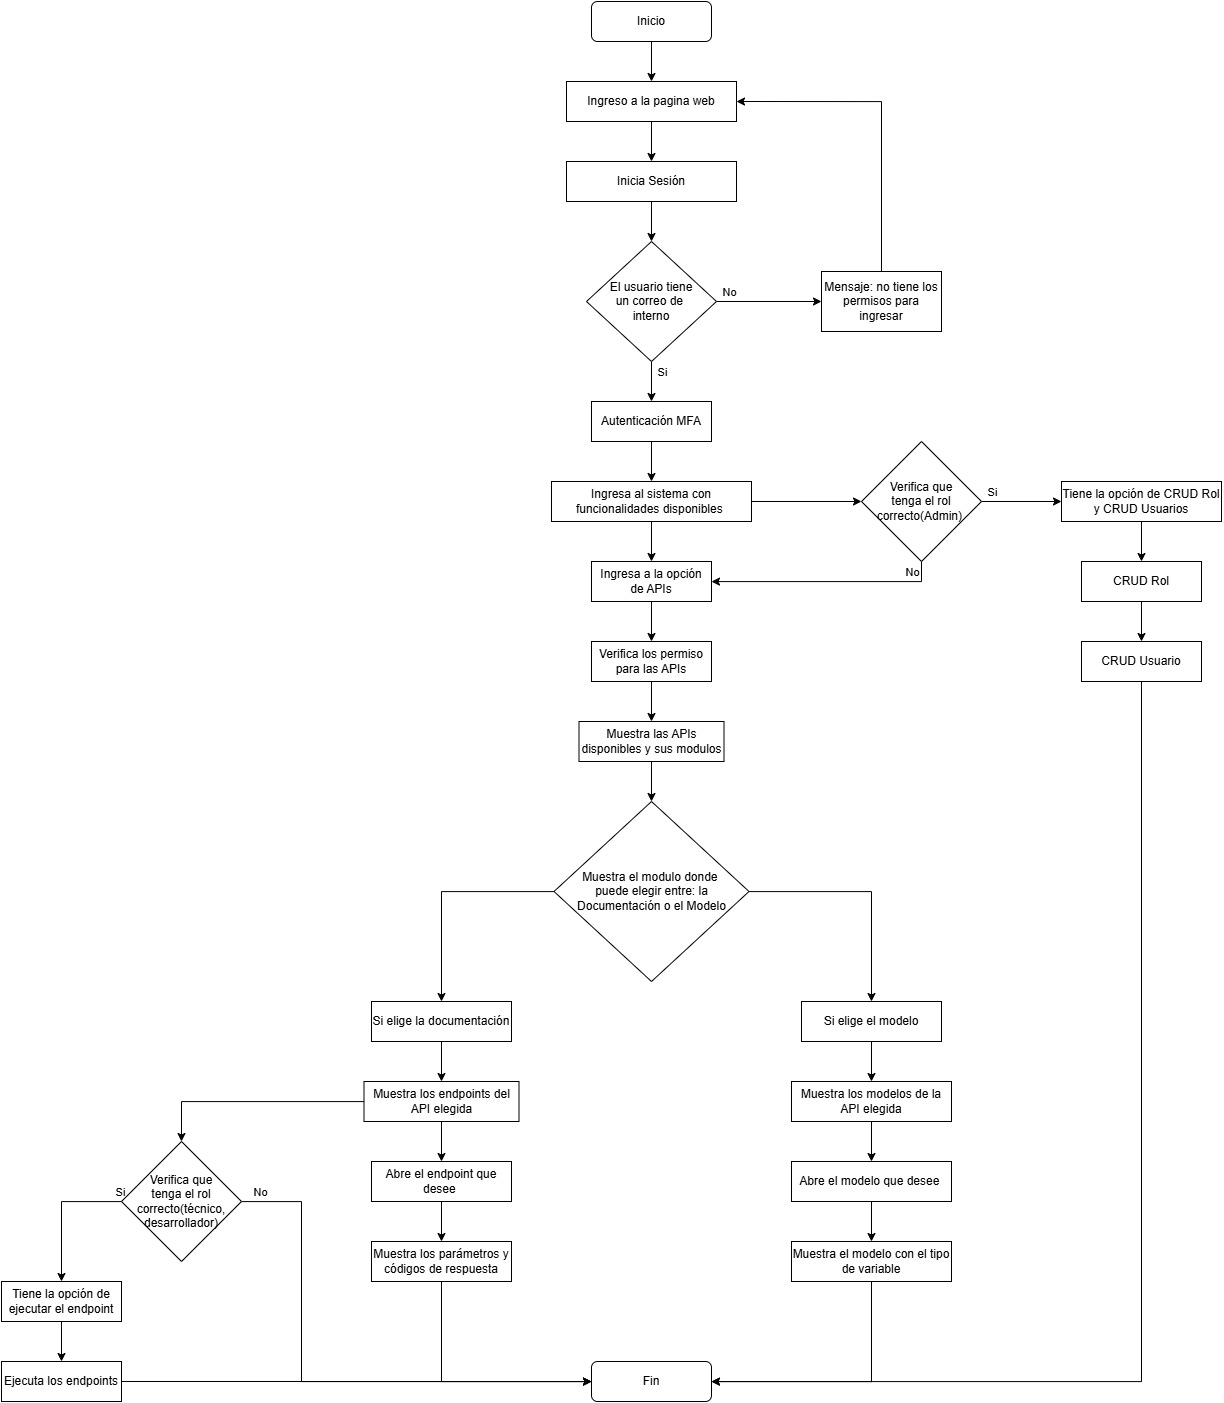 Inicio
Ingreso a la pagina web
Inicia Sesión
El usuario tiene
un correo de
interno
No
Mensaje: no tiene los
permisos para
ingresar
Si
Autenticación MFA
Ingresa al sistema con
funcionalidades disponibles
Verifica que
tenga el rol
correcto(Admin)
Si
Tiene la opción de CRUD Rol
y CRUD Usuarios
No
Ingresa a la opción
de APIs
CRUD Rol
Verifica los permiso
para las APIs
CRUD Usuario
Muestra las APIs
disponibles y sus modulos
Muestra el modulo donde
puede elegir entre: la
Documentación o el Modelo
Si elige la documentación
Si elige el modelo
Muestra los endpoints del
API elegida
Muestra los modelos de la
API elegida
Verifica que
tenga el rol
correcto(técnico,
desarrollador)
Si
No
Abre el endpoint que
desee
Abre el modelo que desee
Muestra los parámetros y
códigos de respuesta
Muestra el modelo con el tipo
de variable
Tiene la opción de
ejecutar el endpoint
Ejecuta los endpoints
Fin